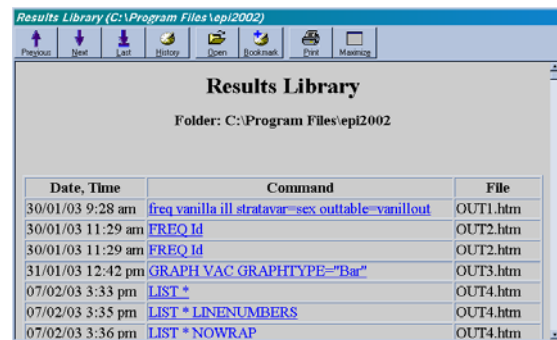 Results Library (C:\Program Files\epi2002)
Previous Next Last History Open Bookmark Print Maximize
Results Library
Folder: C:\Program Files\epi2002
Date, Time Command File
30/01/03 9:28 am freq vanilla ill stratavar=sex outtable=vanillout OUT1.htm
30/01/03 11:29 am FREQ Id OUT2.htm
30/01/03 11:29 am FREQ Id OUT2.htm
31/01/03 12:42 pm GRAPH VAC GRAPHTYPE="Bar" OUT3.htm
07/02/03 3:33 pm LIST * OUT4.htm
07/02/03 3:35 pm LIST * LINENUMBERS OUT4.htm
07/02/03 3:36 pm LIST * NOWRAP OUT4.htm